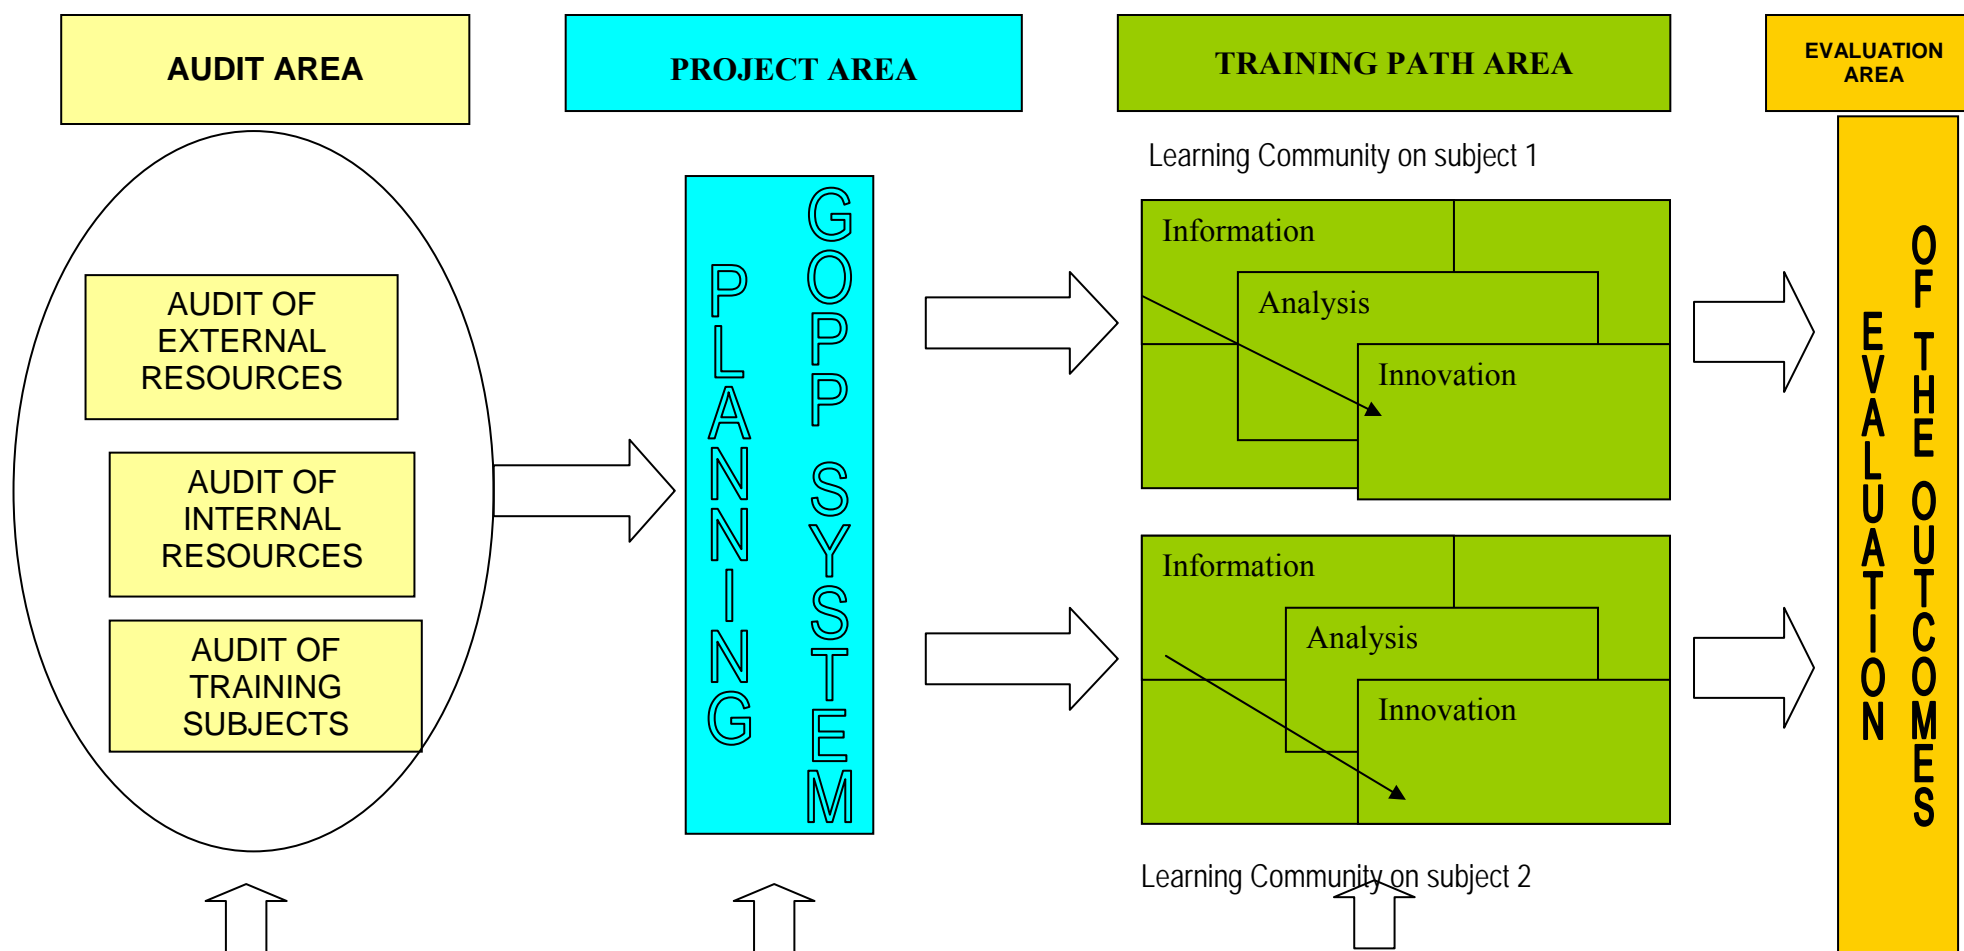 AUDIT AREA
PROJECT AREA
TRAINING PATH AREA
EVALUATION
AREA
Learning Community on subject 1
AUDIT OF
EXTERNAL
RESOURCES
AUDIT OF
INTERNAL
RESOURCES
AUDIT OF
TRAINING
SUBJECTS
PLANNING
GOPP SYSTEM
Information
Analysis
Innovation
Information
Analysis
Innovation
Learning Community on subject 2
EVALUATION
OF THE OUTCOMES